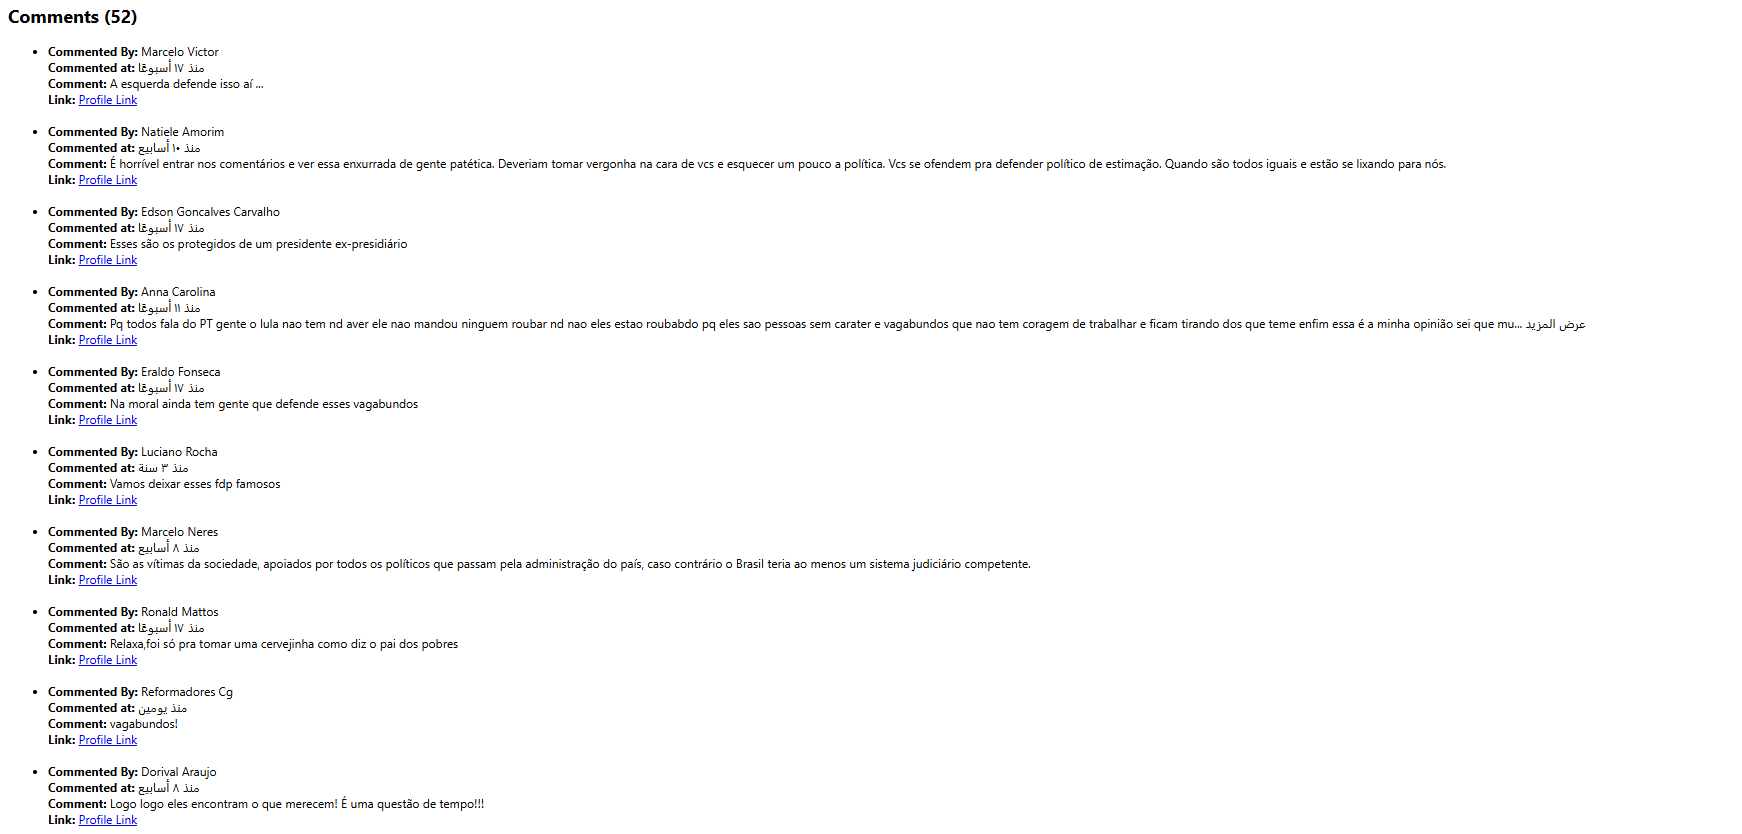 Comments (52)
Commented By: Marcelo Victor
Commented at: منذ ١٧ أسبوعًا
Comment: A esquerda defende isso aí ...
Link: Profile Link
Commented By: Natiele Amorim
Commented at: منذ ١٠ أسابيع
Comment: É horrível entrar nos comentários e ver essa enxurrada de gente patética. Deveriam tomar vergonha na cara de vcs e esquecer um pouco a política. Vcs se ofendem pra defender político de estimação. Quando são todos iguais e estão se lixando para nós.
Link: Profile Link
Commented By: Edson Goncalves Carvalho
Commented at: منذ ١٧ أسبوعًا
Comment: Esses são os protegidos de um presidente ex-presidiário
Link: Profile Link
Commented By: Anna Carolina
Commented at: منذ ١١ أسبوعًا
Comment: Pq todos fala do PT gente o lula nao tem nd aver ele nao mandou ninguem roubar nd nao eles estao roubabdo pq eles sao pessoas sem carater e vagabundos que nao tem coragem de trabalhar e ficam tirando dos que teme enfim essa é a minha opinião sei que mu... عرض المزيد
Link: Profile Link
Commented By: Eraldo Fonseca
Commented at: منذ ١٧ أسبوعًا
Comment: Na moral ainda tem gente que defende esses vagabundos
Link: Profile Link
Commented By: Luciano Rocha
Commented at: منذ ٣ سنة
Comment: Vamos deixar esses fdp famosos
Link: Profile Link
Commented By: Marcelo Neres
Commented at: منذ ٨ أسابيع
Comment: São as vítimas da sociedade, apoiados por todos os políticos que passam pela administração do país, caso contrário o Brasil teria ao menos um sistema judiciário competente.
Link: Profile Link
Commented By: Ronald Mattos
Commented at: منذ ١٧ أسبوعًا
Comment: Relaxa,foi só pra tomar uma cervejinha como diz o pai dos pobres
Link: Profile Link
Commented By: Reformadores Cg
Commented at: منذ يومين
Comment: vagabundos!
Link: Profile Link
Commented By: Dorival Araujo
Commented at: منذ ٨ أسابيع
Comment: Logo logo eles encontram o que merecem! É uma questão de tempo!!!
Link: Profile Link